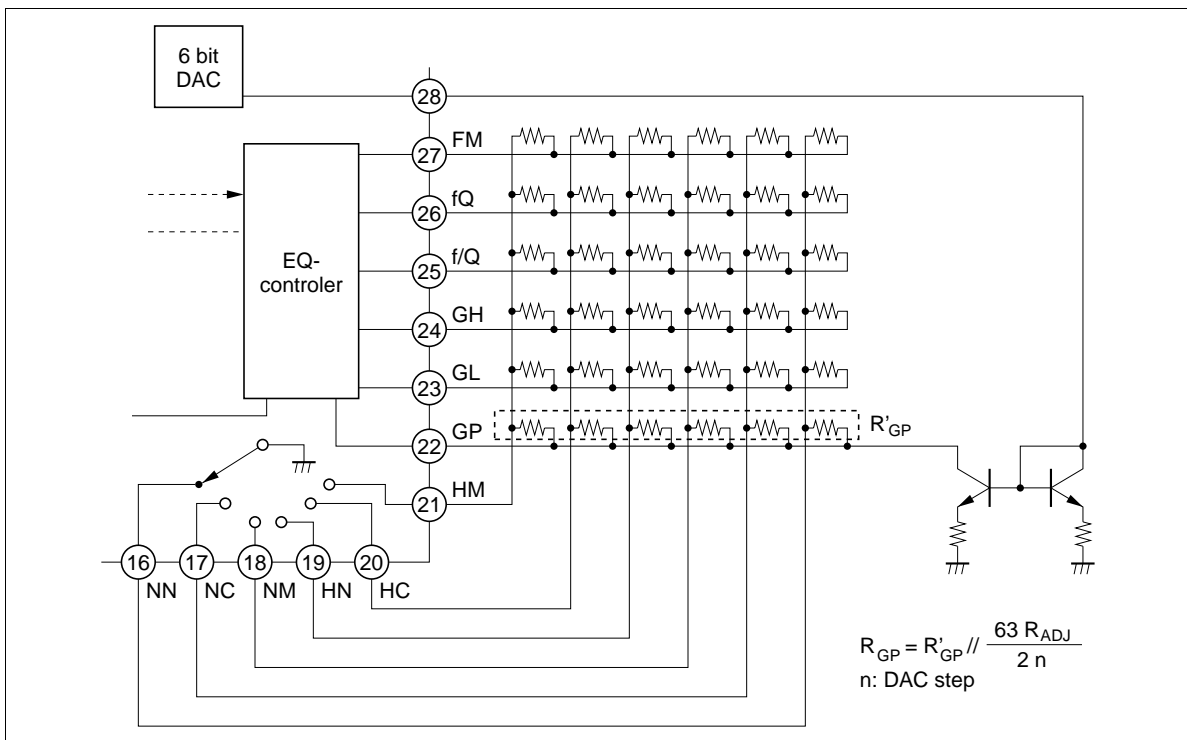 6 bit
DAC
28
FM
27
fQ
26
f/Q
25
EQ-
controler
GH
24
GL
23
GP
22
R'GP
HM
21
16
17
18
19
20
NN
NC
NM
HN
HC
RGP = R'GP // 63 RADJ / 2 n
n: DAC step